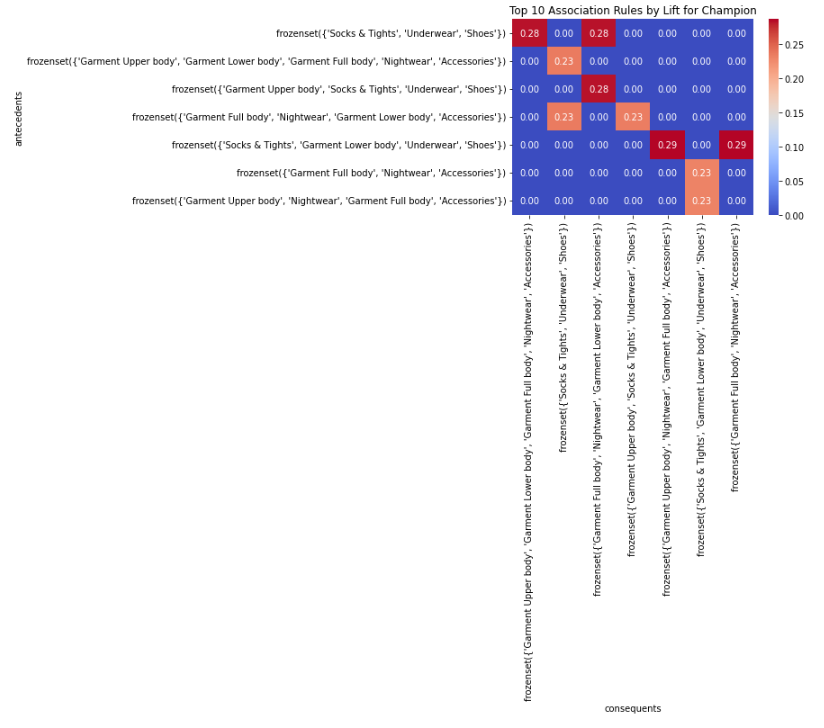 Top 10 Association Rules by Lift for Champion
antecedents
frozenset({'Socks & Tights', 'Underwear', 'Shoes'})
0.28 0.00 0.28 0.00 0.00 0.00 0.00
frozenset({'Garment Upper body', 'Garment Lower body', 'Garment Full body', 'Nightwear', 'Accessories'})
0.00 0.23 0.00 0.00 0.00 0.00 0.00
frozenset({'Garment Upper body', 'Socks & Tights', 'Underwear', 'Shoes'})
0.00 0.00 0.28 0.00 0.00 0.00 0.00
frozenset({'Garment Full body', 'Nightwear', 'Garment Lower body', 'Accessories'})
0.00 0.23 0.00 0.23 0.00 0.00 0.00
frozenset({'Socks & Tights', 'Garment Lower body', 'Underwear', 'Shoes'})
0.00 0.00 0.00 0.00 0.29 0.00 0.29
frozenset({'Garment Full body', 'Nightwear', 'Accessories'})
0.00 0.00 0.00 0.00 0.00 0.23 0.00
frozenset({'Garment Upper body', 'Nightwear', 'Garment Full body', 'Accessories'})
0.00 0.00 0.00 0.00 0.00 0.23 0.00
0.25
0.20
0.15
0.10
0.05
0.00
frozenset({'Garment Upper body', 'Garment Lower body', 'Garment Full body', 'Nightwear', 'Accessories'})
frozenset({'Socks & Tights', 'Underwear', 'Shoes'})
frozenset({'Garment Full body', 'Nightwear', 'Garment Lower body', 'Accessories'})
frozenset({'Garment Upper body', 'Socks & Tights', 'Underwear', 'Shoes'})
frozenset({'Garment Upper body', 'Nightwear', 'Garment Full body', 'Accessories'})
frozenset({'Socks & Tights', 'Garment Lower body', 'Underwear', 'Shoes'})
frozenset({'Garment Full body', 'Nightwear', 'Accessories'})
consequents